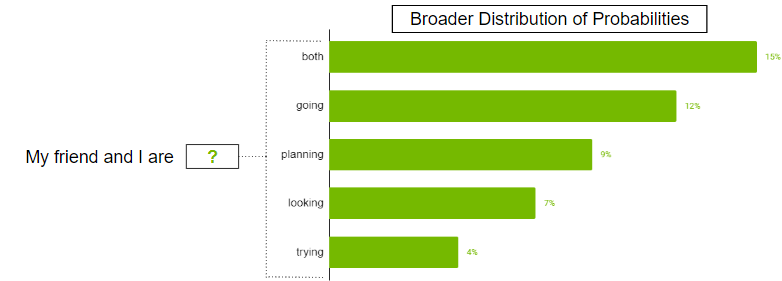 Broader Distribution of Probabilities
both 15%
going 12%
My friend and I are ?
planning 9%
looking 7%
trying 4%